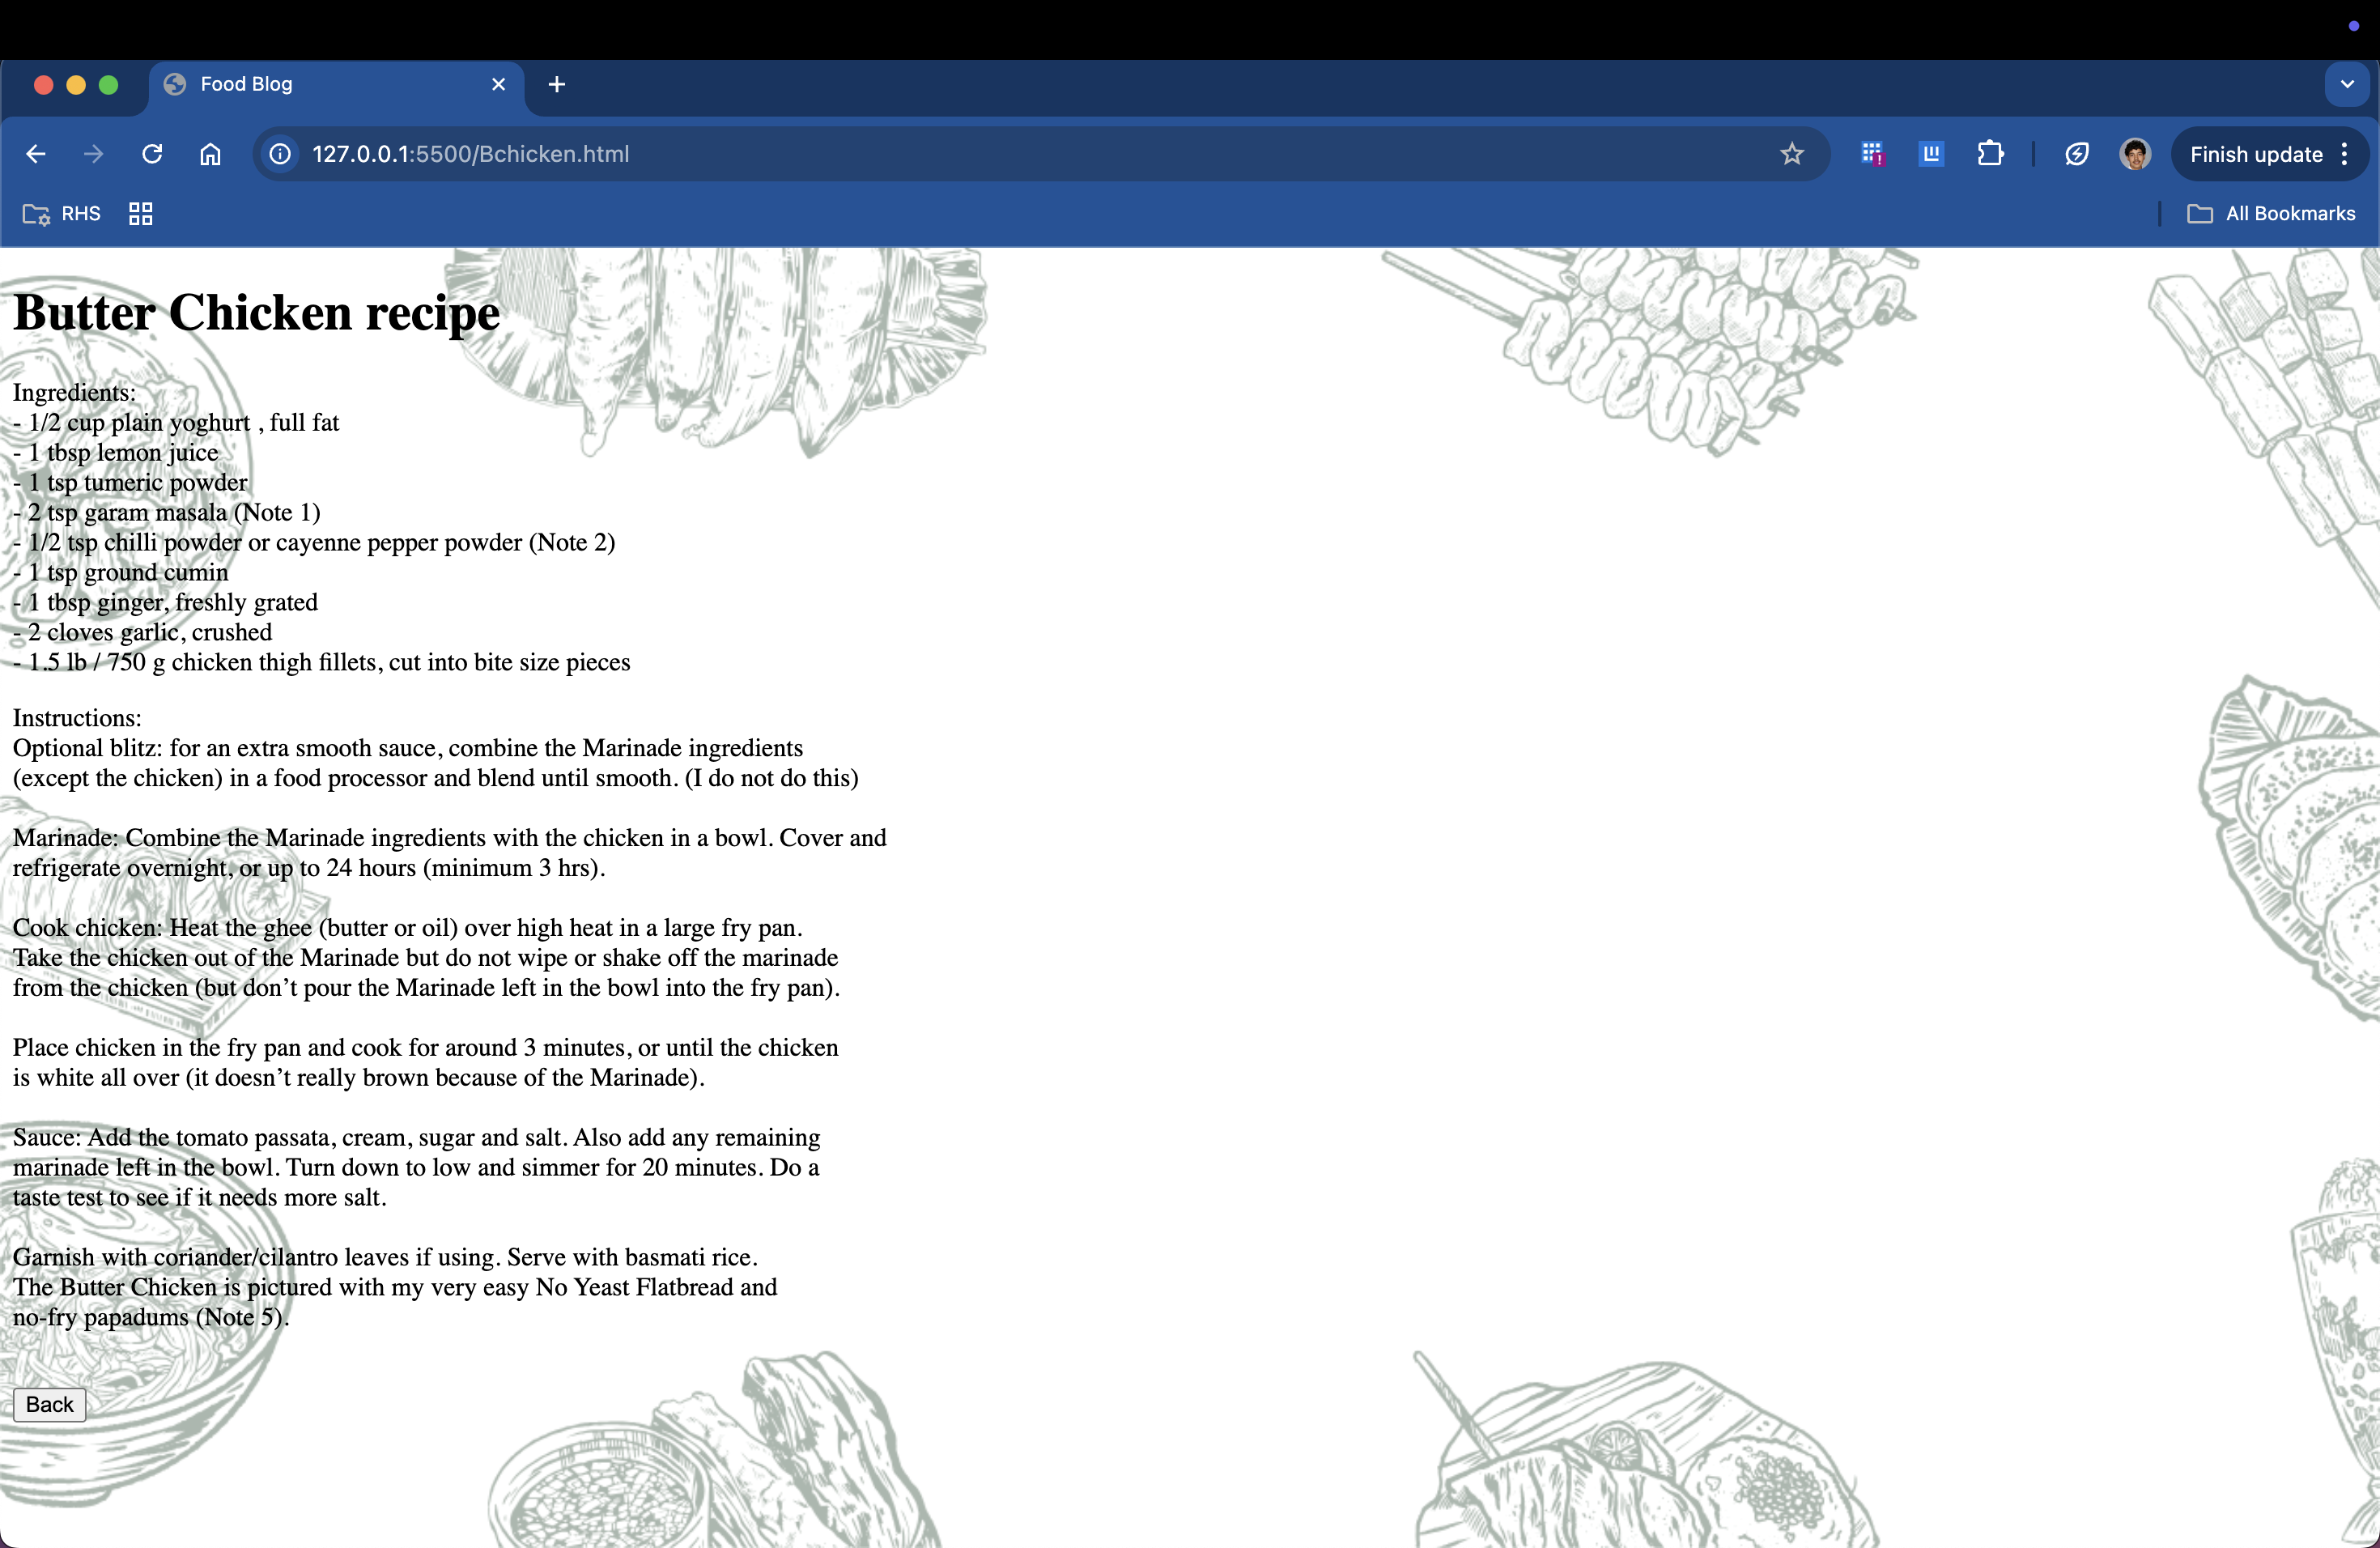 Food Blog
127.0.0.1:5500/Bchicken.html
Finish update
RHS
All Bookmarks
Butter Chicken recipe
Ingredients:
- 1/2 cup plain yoghurt , full fat
- 1 tbsp lemon juice
- 1 tsp tumeric powder
- 2 tsp garam masala (Note 1)
- 1/2 tsp chilli powder or cayenne pepper powder (Note 2)
- 1 tsp ground cumin
- 1 tbsp ginger, freshly grated
- 2 cloves garlic, crushed
- 1.5 lb / 750 g chicken thigh fillets, cut into bite size pieces
Instructions:
Optional blitz: for an extra smooth sauce, combine the Marinade ingredients
(except the chicken) in a food processor and blend until smooth. (I do not do this)
Marinade: Combine the Marinade ingredients with the chicken in a bowl. Cover and
refrigerate overnight, or up to 24 hours (minimum 3 hrs).
Cook chicken: Heat the ghee (butter or oil) over high heat in a large fry pan.
Take the chicken out of the Marinade but do not wipe or shake off the marinade
from the chicken (but don’t pour the Marinade left in the bowl into the fry pan).
Place chicken in the fry pan and cook for around 3 minutes, or until the chicken
is white all over (it doesn’t really brown because of the Marinade).
Sauce: Add the tomato passata, cream, sugar and salt. Also add any remaining
marinade left in the bowl. Turn down to low and simmer for 20 minutes. Do a
taste test to see if it needs more salt.
Garnish with coriander/cilantro leaves if using. Serve with basmati rice.
The Butter Chicken is pictured with my very easy No Yeast Flatbread and
no-fry papadums (Note 5).
Back